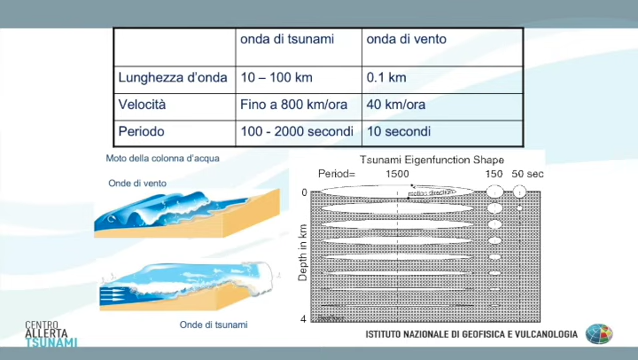 onda di tsunami onda di vento
Lunghezza d'onda 10 – 100 km 0.1 km
Velocità Fino a 800 km/ora 40 km/ora
Periodo 100 - 2000 secondi 10 secondi
Moto della colonna d'acqua
Onde di vento
Onde di tsunami
Tsunami Eigenfunction Shape
Period= 1500 150 50 sec
motion direction
0
Depth in km
4
Seafloor
CENTRO
ALLERTA
TSUNAMI
ISTITUTO NAZIONALE DI GEOFISICA E VULCANOLOGIA